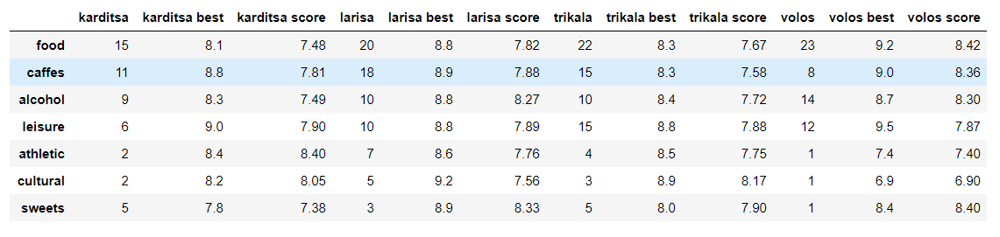 karditsa karditsa best karditsa score larisa larisa best larisa score trikala trikala best trikala score volos volos best volos score
food 15 8.1 7.48 20 8.8 7.82 22 8.3 7.67 23 9.2 8.42
caffes 11 8.8 7.81 18 8.9 7.88 15 8.3 7.58 8 9.0 8.36
alcohol 9 8.3 7.49 10 8.8 8.27 10 8.4 7.72 14 8.7 8.30
leisure 6 9.0 7.90 10 8.8 7.89 15 8.8 7.88 12 9.5 7.87
athletic 2 8.4 8.40 7 8.6 7.76 4 8.5 7.75 1 7.4 7.40
cultural 2 8.2 8.05 5 9.2 7.56 3 8.9 8.17 1 6.9 6.90
sweets 5 7.8 7.38 3 8.9 8.33 5 8.0 7.90 1 8.4 8.40